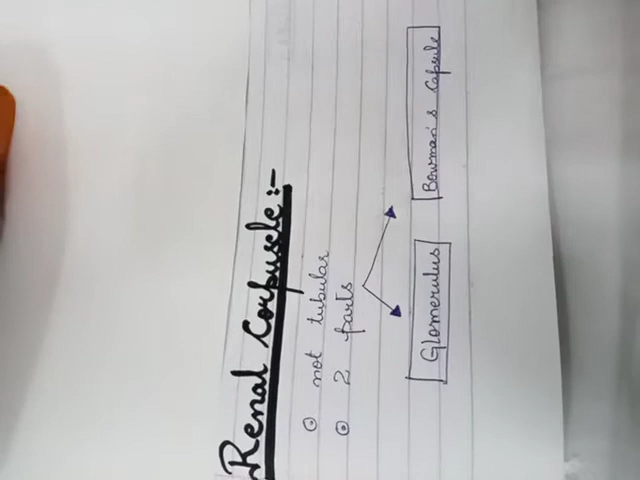 Renal Corpuscle:-
⊙ not tubular
⊙ 2 parts
Glomerulus
Bowman's Capsule